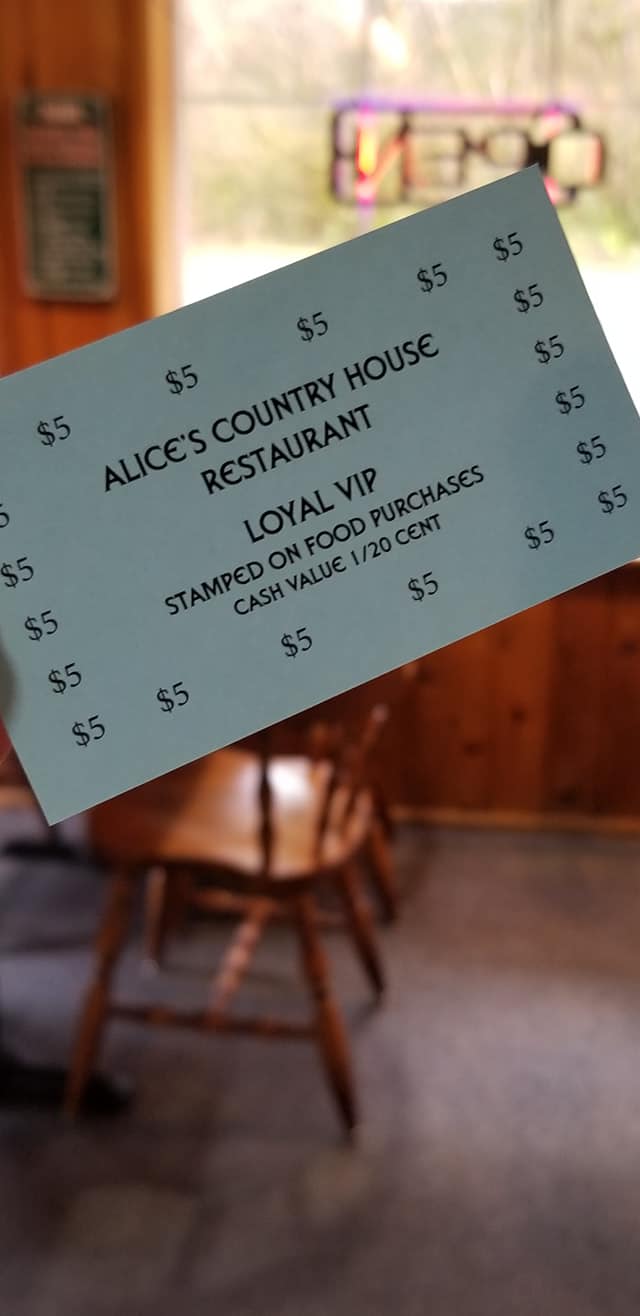 $5 $5 $5 $5 $5
$5
$5
$5
$5
ALICE'S COUNTRY HOUSE
RESTAURANT
LOYAL VIP
STAMPED ON FOOD PURCHASES
CASH VALUE 1/20 CENT
5
$5
$5
$5
$5 $5 $5 $5 $5 $5
OPEN